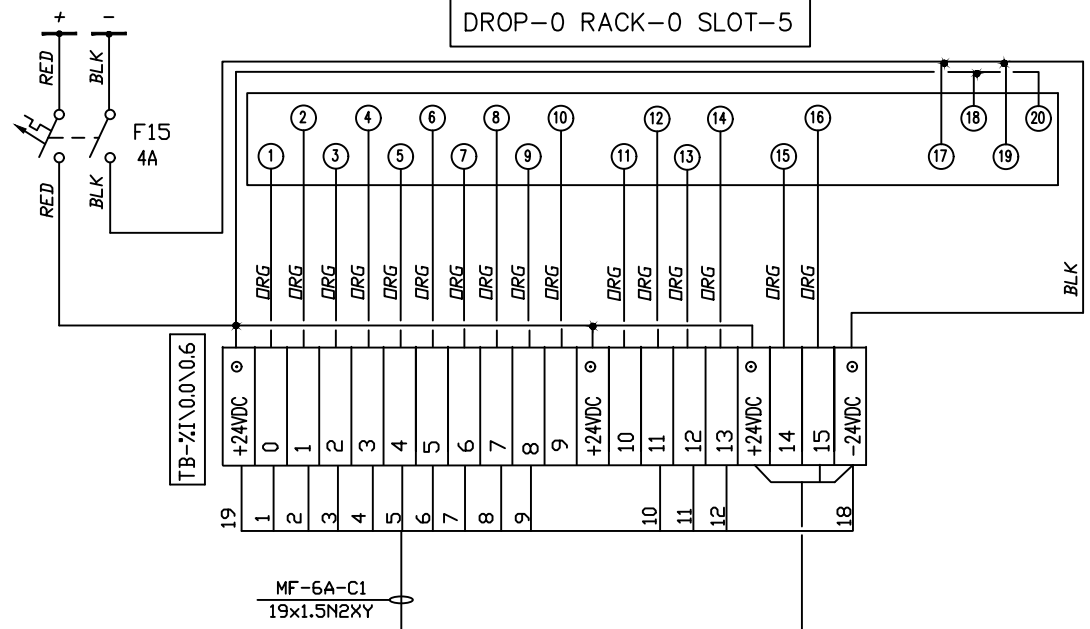 DROP-0 RACK-0 SLOT-5
+ -
RED BLK
F15
4A
RED BLK
2 4 6 8 10 12 14 16 18 20
1 3 5 7 9 11 13 15 17 19
ORG ORG ORG ORG ORG ORG ORG ORG ORG ORG ORG ORG ORG ORG ORG ORG
BLK
TB-%I\0.0\0.6
+24VDC 0 1 2 3 4 5 6 7 8 9 +24VDC 10 11 12 13 +24VDC 14 15 -24VDC
19 1 2 3 4 5 6 7 8 9 10 11 12 18
MF-6A-C1
19x1.5N2XY